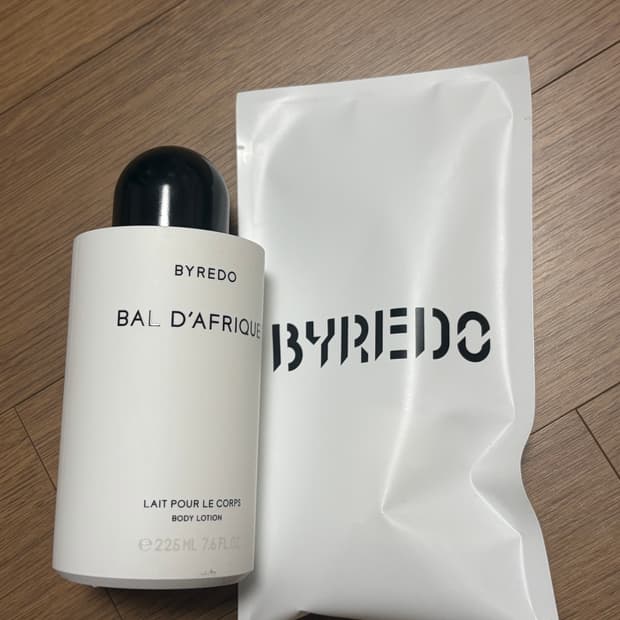 BYREDO
BAL D'AFRIQUE
LAIT POUR LE CORPS
BODY LOTION
℮225ML 7.6 FL.OZ
BYREDO